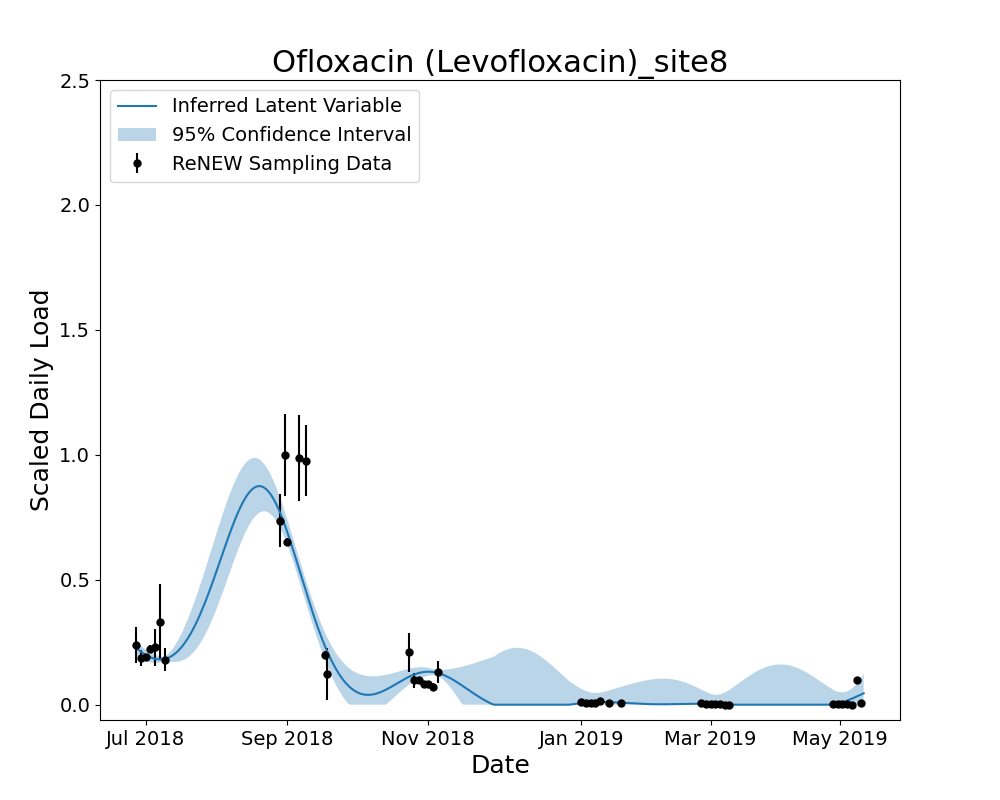 Ofloxacin (Levofloxacin)_site8
2.5
Inferred Latent Variable
95% Confidence Interval
ReNEW Sampling Data
2.0
1.5
1.0
0.5
0.0
Scaled Daily Load
Jul 2018 Sep 2018 Nov 2018 Jan 2019 Mar 2019 May 2019
Date